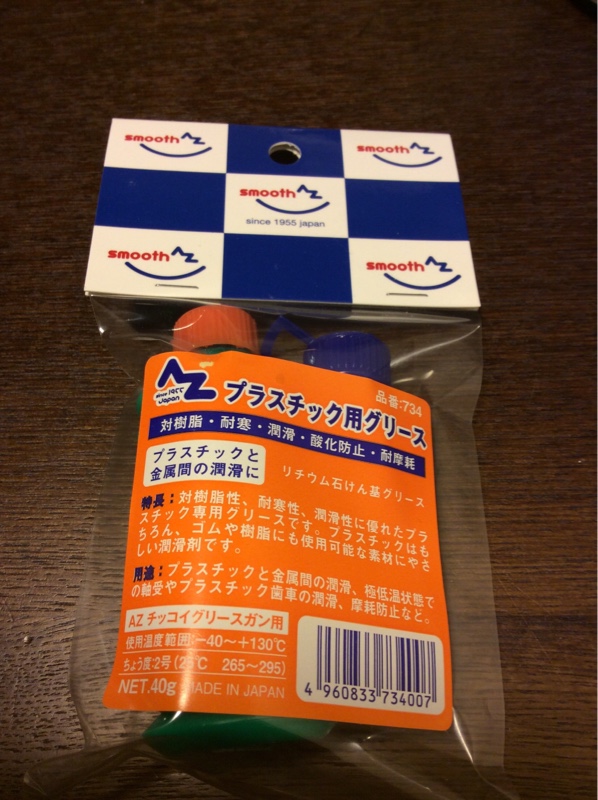 smooth AZ
smooth AZ
smooth AZ
since 1955 japan
smooth AZ
smooth AZ
AZ
since 1955
Japan
品番:734
プラスチック用グリース
対樹脂・耐寒・潤滑・酸化防止・耐摩耗
プラスチックと
金属間の潤滑に
リチウム石けん基グリース
特長:対樹脂性、耐寒性、潤滑性に優れたプラ
スチック専用グリースです。プラスチックはも
ちろん、ゴムや樹脂にも使用可能な素材にやさ
しい潤滑剤です。
用途:プラスチックと金属間の潤滑、極低温状態で
の軸受やプラスチック歯車の潤滑、摩耗防止など。
AZ チッコイグリースガン用
使用温度範囲:−40〜+130℃
ちょう度:2号(25℃ 265〜295)
NET.40g MADE IN JAPAN
4 960833 734007